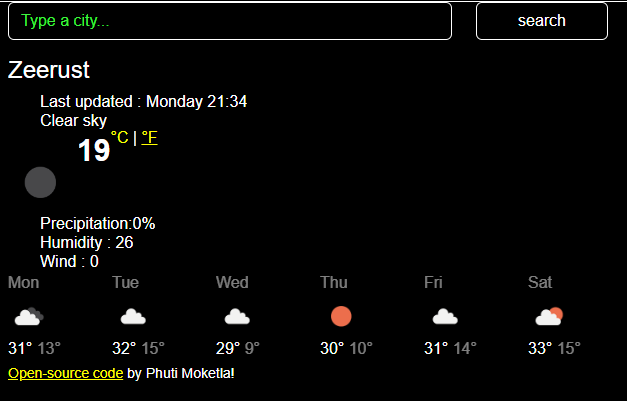 Type a city...
search
Zeerust
Last updated : Monday 21:34
Clear sky
19 °C | °F
Precipitation:0%
Humidity : 26
Wind : 0
Mon Tue Wed Thu Fri Sat
31° 13° 32° 15° 29° 9° 30° 10° 31° 14° 33° 15°
Open-source code by Phuti Moketla!